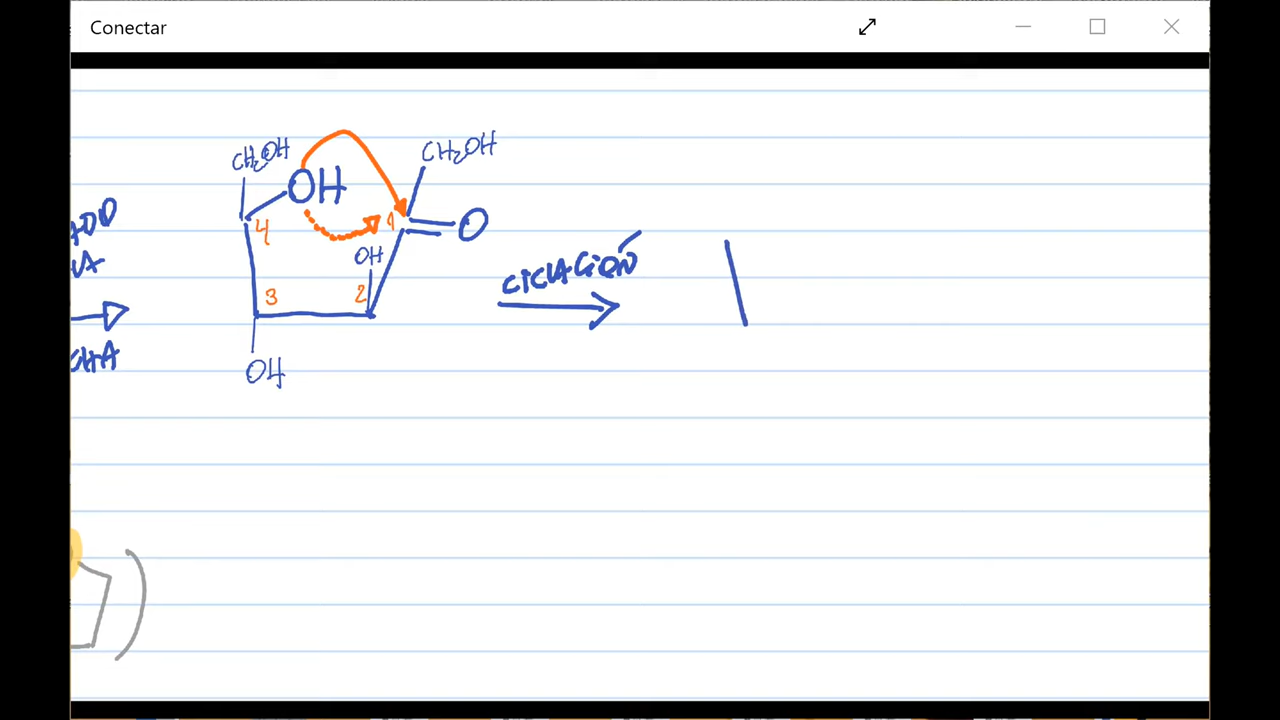 Conectar
CH₂OH
CH₂OH
OH
4
1
O
OH
CiClACiÓN
3
2
OH